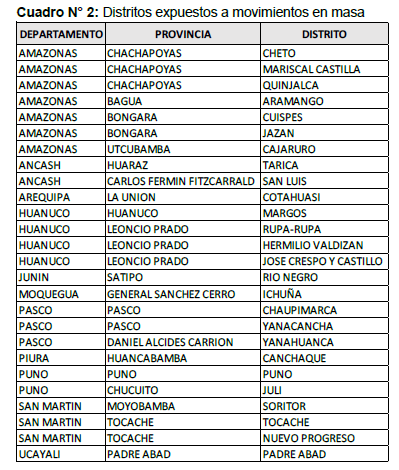 Cuadro N° 2: Distritos expuestos a movimientos en masa
DEPARTAMENTO PROVINCIA DISTRITO
AMAZONAS CHACHAPOYAS CHETO
AMAZONAS CHACHAPOYAS MARISCAL CASTILLA
AMAZONAS CHACHAPOYAS QUINJALCA
AMAZONAS BAGUA ARAMANGO
AMAZONAS BONGARA CUISPES
AMAZONAS BONGARA JAZAN
AMAZONAS UTCUBAMBA CAJARURO
ANCASH HUARAZ TARICA
ANCASH CARLOS FERMIN FITZCARRALD SAN LUIS
AREQUIPA LA UNION COTAHUASI
HUANUCO HUANUCO MARGOS
HUANUCO LEONCIO PRADO RUPA-RUPA
HUANUCO LEONCIO PRADO HERMILIO VALDIZAN
HUANUCO LEONCIO PRADO JOSE CRESPO Y CASTILLO
JUNIN SATIPO RIO NEGRO
MOQUEGUA GENERAL SANCHEZ CERRO ICHUÑA
PASCO PASCO CHAUPIMARCA
PASCO PASCO YANACANCHA
PASCO DANIEL ALCIDES CARRION YANAHUANCA
PIURA HUANCABAMBA CANCHAQUE
PUNO PUNO PUNO
PUNO CHUCUITO JULI
SAN MARTIN MOYOBAMBA SORITOR
SAN MARTIN TOCACHE TOCACHE
SAN MARTIN TOCACHE NUEVO PROGRESO
UCAYALI PADRE ABAD PADRE ABAD